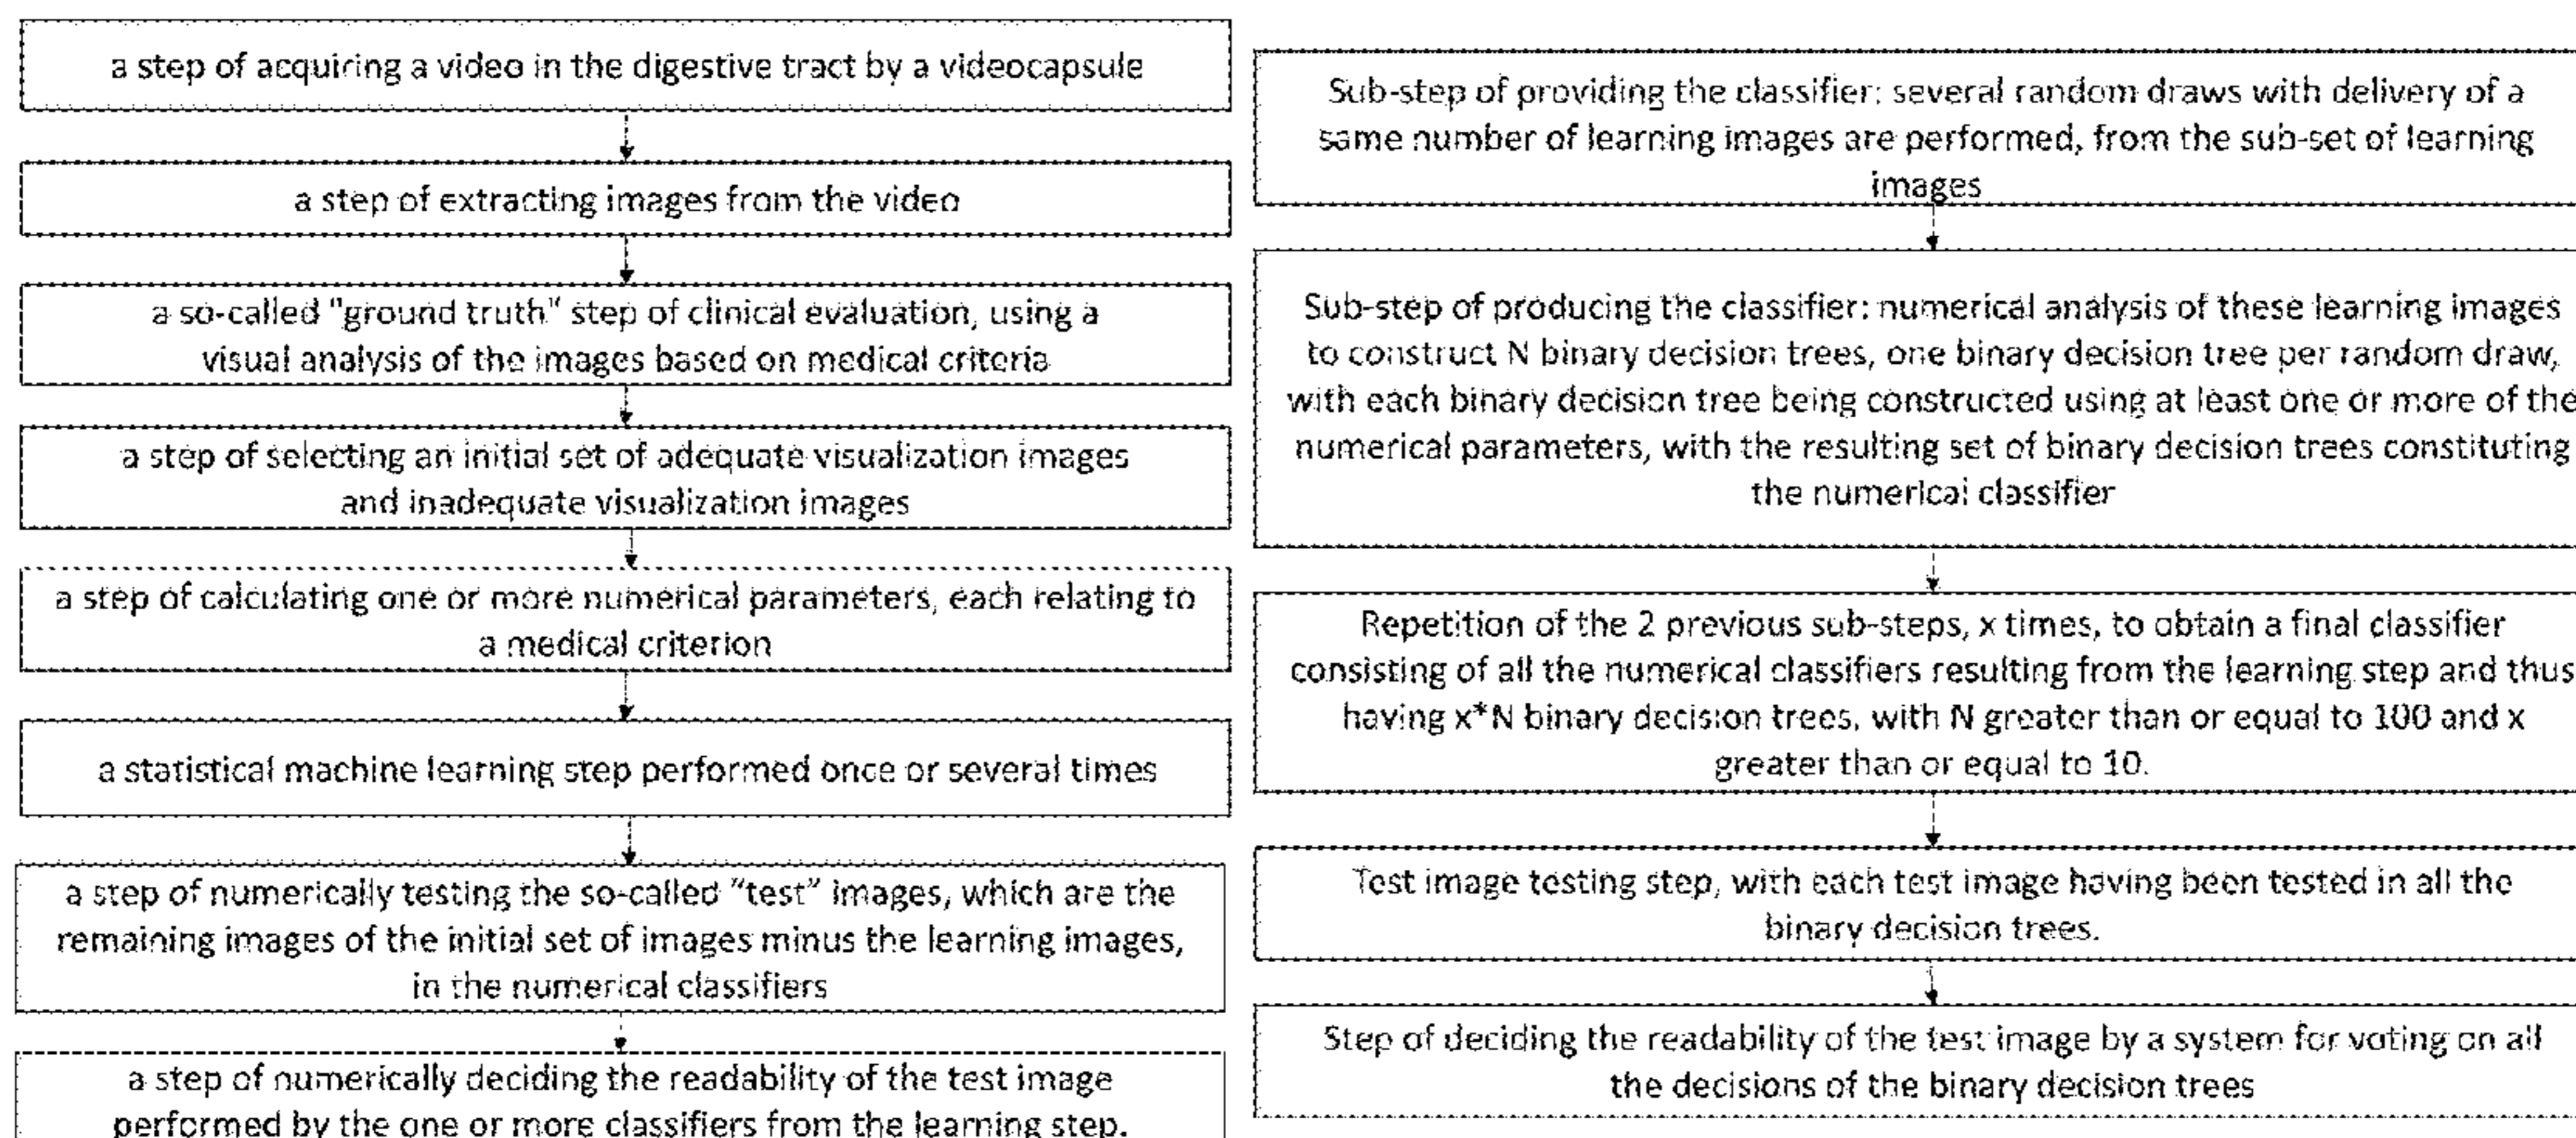 a step of acquiring a video in the digestive tract by a videocapsule
a step of extracting images from the video
a so-called "ground truth" step of clinical evaluation, using a
visual analysis of the images based on medical criteria
a step of selecting an initial set of adequate visualization images
and inadequate visualization images
a step of calculating one or more numerical parameters, each relating to
a medical criterion
a statistical machine learning step performed once or several times
a step of numerically testing the so-called "test" images, which are the
remaining images of the initial set of images minus the learning images,
in the numerical classifiers
a step of numerically deciding the readability of the test image
performed by the one or more classifiers from the learning step.
Sub-step of providing the classifier: several random draws with delivery of a
same number of learning images are performed, from the sub-set of learning
images
Sub-step of producing the classifier: numerical analysis of these learning images
to construct N binary decision trees, one binary decision tree per random draw,
with each binary decision tree being constructed using at least one or more of the
numerical parameters, with the resulting set of binary decision trees constituting
the numerical classifier
Repetition of the 2 previous sub-steps, x times, to obtain a final classifier
consisting of all the numerical classifiers resulting from the learning step and thus
having x*N binary decision trees, with N greater than or equal to 100 and x
greater than or equal to 10.
Test image testing step, with each test image having been tested in all the
binary decision trees.
Step of deciding the readability of the test image by a system for voting on all
the decisions of the binary decision trees